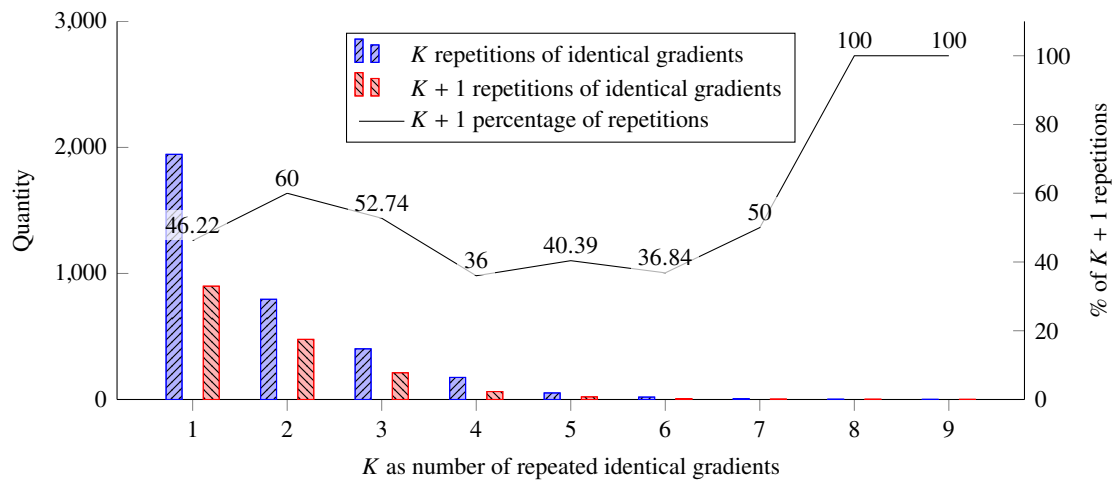 3,000
2,000
1,000
0
Quantity
K repetitions of identical gradients
K + 1 repetitions of identical gradients
K + 1 percentage of repetitions
46.22
60
52.74
36
40.39
36.84
50
100
100
100
80
60
40
20
0
% of K + 1 repetitions
1 2 3 4 5 6 7 8 9
K as number of repeated identical gradients